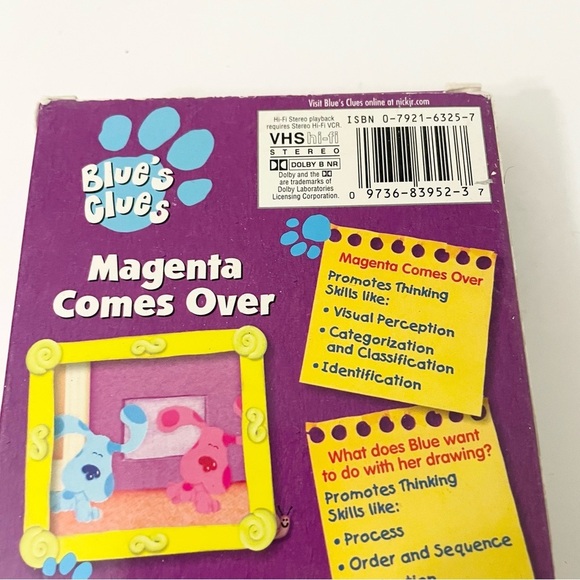 Visit Blue's Clues online at nickjr.com
Hi-Fi Stereo playback
requires Stereo Hi-Fi VCR.
VHS hi-fi
STEREO
DOLBY B NR
Dolby and the
are trademarks of
Dolby Laboratories
Licensing Corporation.
ISBN 0-7921-6325-7
0 9736-83952-3 7
Blue's
Clues
Magenta
Comes Over
Magenta Comes Over
Promotes Thinking
Skills like:
• Visual Perception
• Categorization
and Classification
• Identification
What does Blue want
to do with her drawing?
Promotes Thinking
Skills like:
• Process
• Order and Sequence